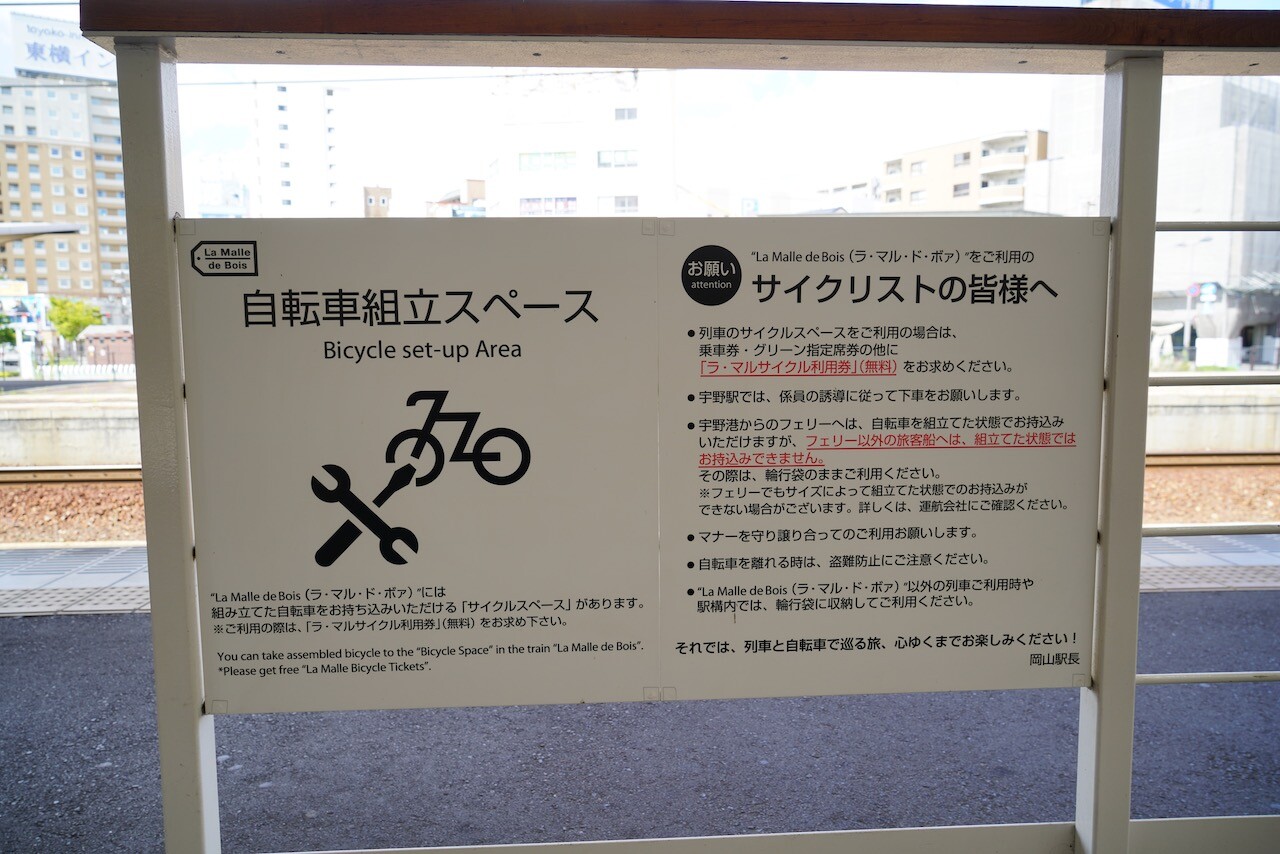 東横イン
La Malle
de Bois
自転車組立スペース
Bicycle set-up Area
"La Malle de Bois（ラ・マル・ド・ボァ）"には
組み立てた自転車をお持ち込みいただける「サイクルスペース」があります。
※ご利用の際は、「ラ・マルサイクル利用券」（無料）をお求め下さい。
You can take assembled bicycle to the "Bicycle Space" in the train "La Malle de Bois".
*Please get free "La Malle Bicycle Tickets".
お願い
attention
"La Malle de Bois（ラ・マル・ド・ボァ）"をご利用の
サイクリストの皆様へ
●列車のサイクルスペースをご利用の場合は、
乗車券・グリーン指定席券の他に
「ラ・マルサイクル利用券」（無料）をお求めください。
●宇野駅では、係員の誘導に従って下車をお願いします。
●宇野港からのフェリーへは、自転車を組立てた状態でお持込み
いただけますが、フェリー以外の旅客船へは、組立てた状態では
お持込みできません。
その際は、輪行袋のままご利用ください。
※フェリーでもサイズによって組立てた状態でのお持込みが
できない場合がございます。詳しくは、運航会社にご確認ください。
●マナーを守り譲り合ってのご利用お願いします。
●自転車を離れる時は、盗難防止にご注意ください。
●"La Malle de Bois（ラ・マル・ド・ボァ）"以外の列車ご利用時や
駅構内では、輪行袋に収納してご利用ください。
それでは、列車と自転車で巡る旅、心ゆくまでお楽しみください！
岡山駅長